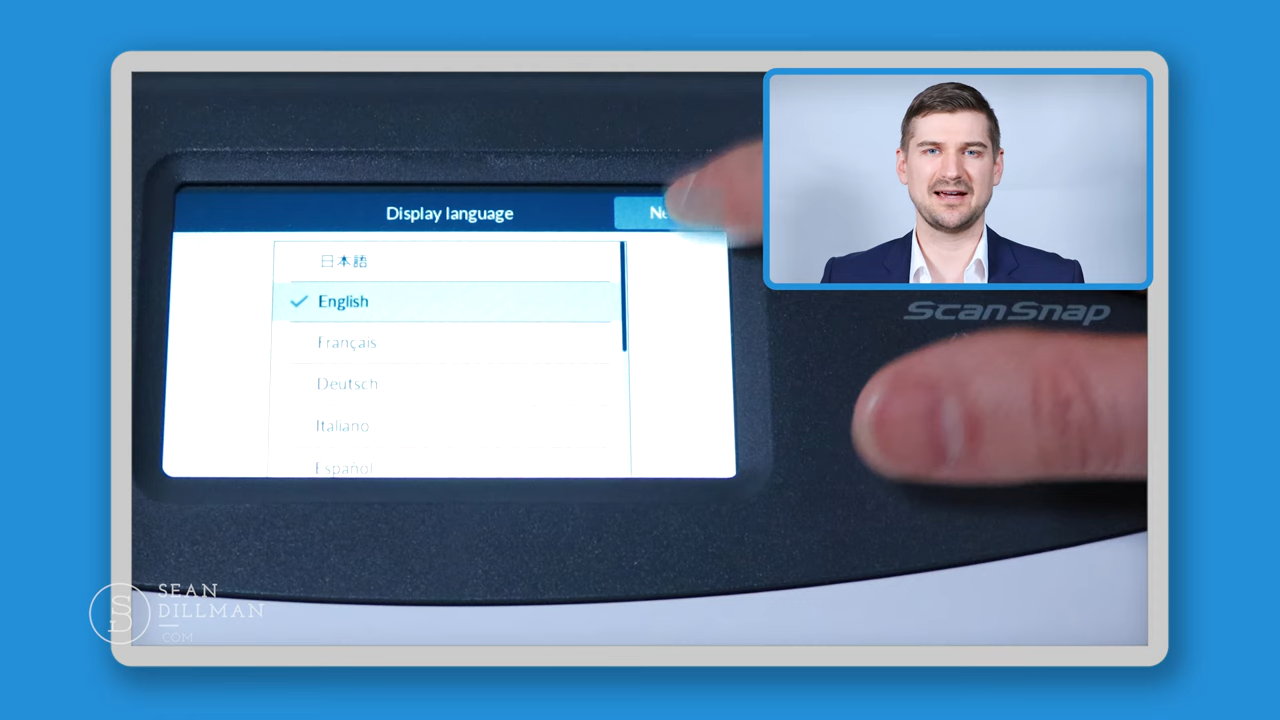 Display language
日本語
English
Français
Deutsch
Italiano
Español
ScanSnap
SEAN
DILLMAN
.COM